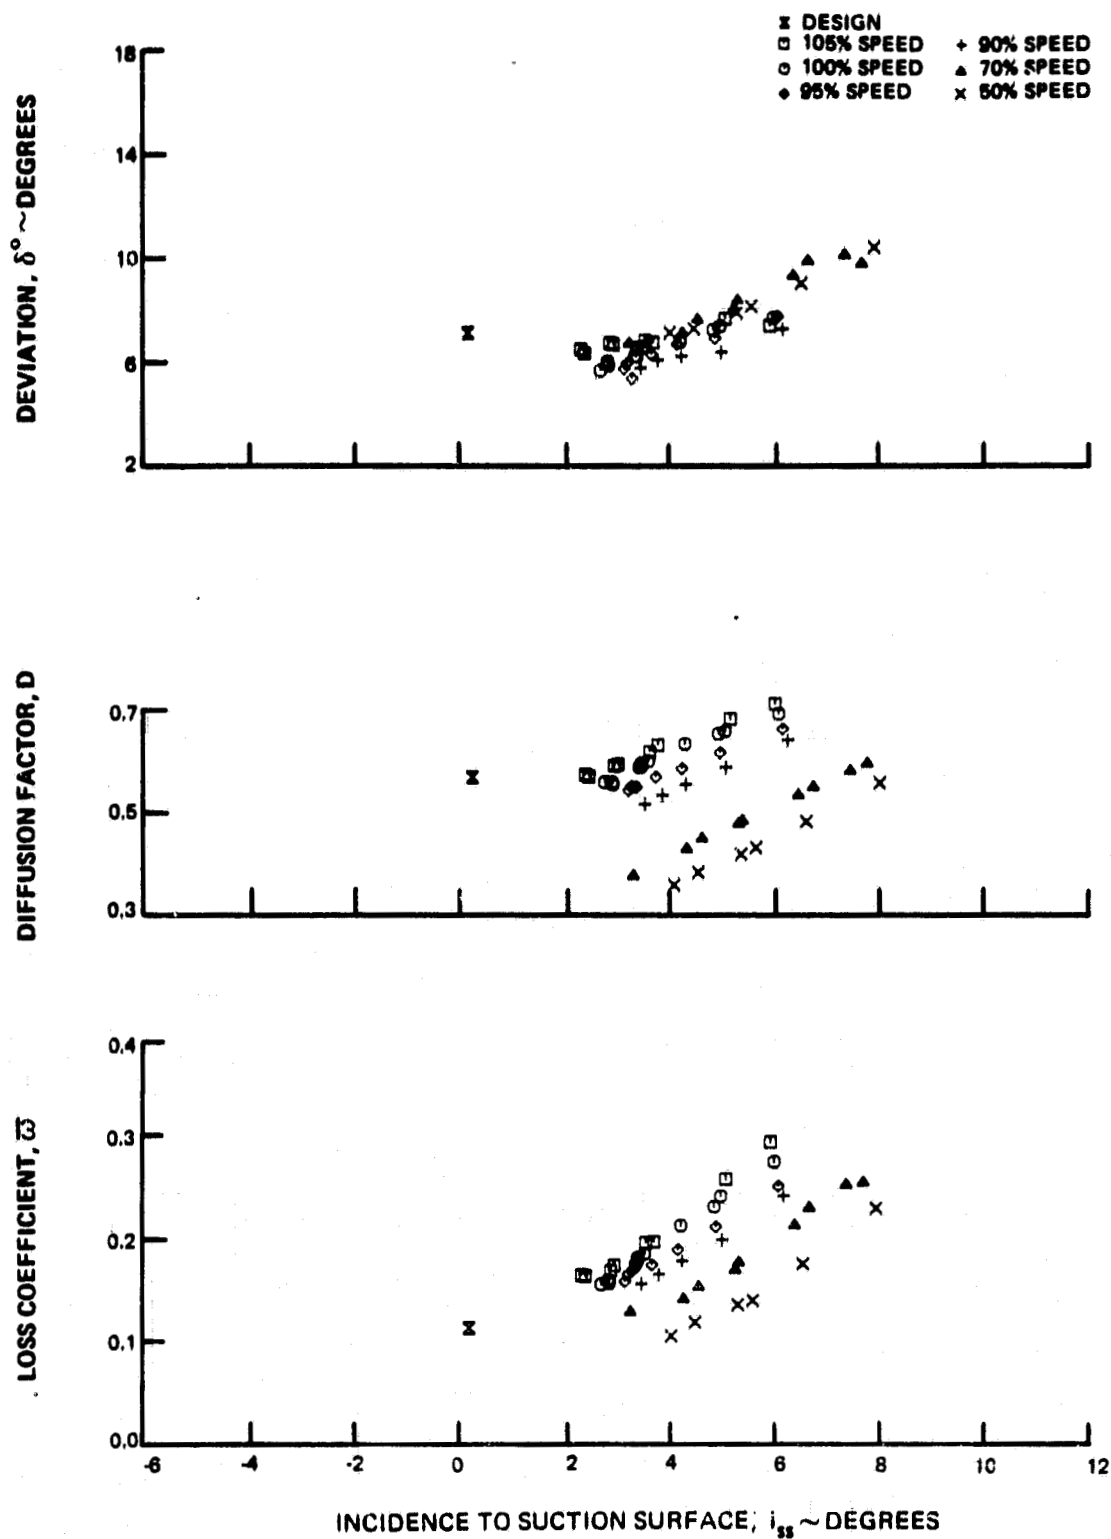 DESIGN
105% SPEED
90% SPEED
100% SPEED
70% SPEED
95% SPEED
50% SPEED
18
14
10
6
2
DEVIATION, δ° ~ DEGREES
0.7
0.5
0.3
DIFFUSION FACTOR, D
0.4
0.3
0.2
0.1
0.0
LOSS COEFFICIENT, ω̅
-6 -4 -2 0 2 4 6 8 10 12
INCIDENCE TO SUCTION SURFACE, iss ~ DEGREES